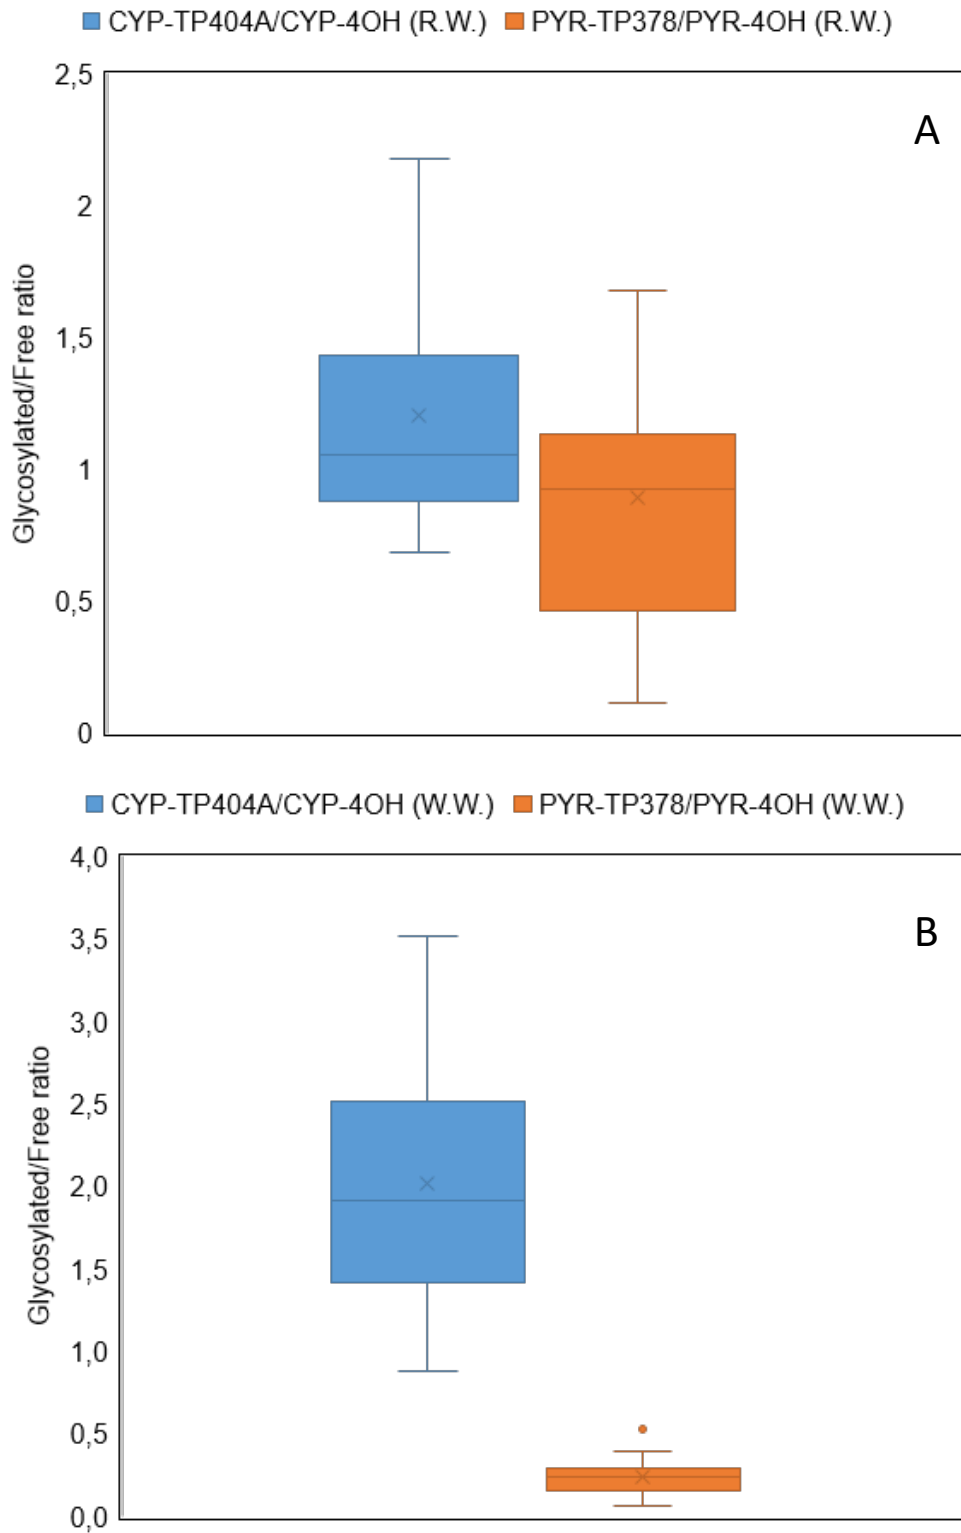 CYP-TP404A/CYP-4OH (R.W.) PYR-TP378/PYR-4OH (R.W.)
A
Glycosylated/Free ratio
2,5
2
1,5
1
0,5
0
CYP-TP404A/CYP-4OH (W.W.) PYR-TP378/PYR-4OH (W.W.)
B
Glycosylated/Free ratio
4,0
3,5
3,0
2,5
2,0
1,5
1,0
0,5
0,0